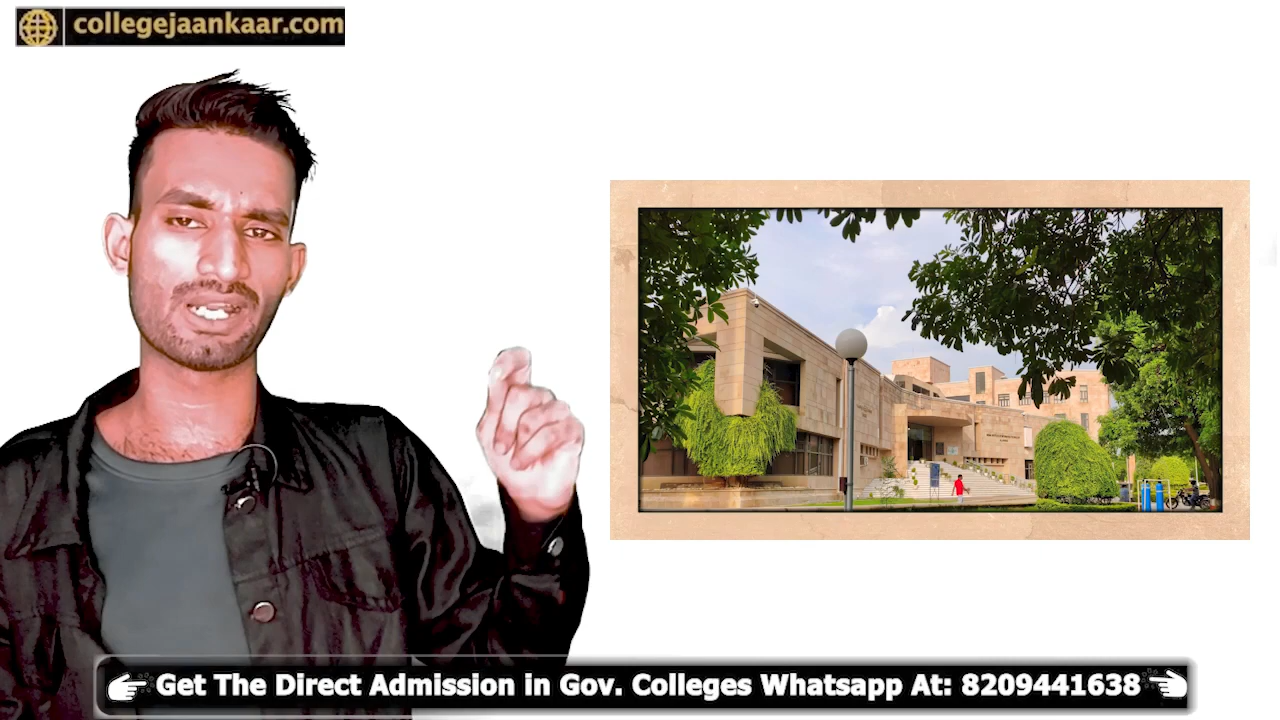 collegejaankaar.com
Get The Direct Admission in Gov. Colleges Whatsapp At: 8209441638